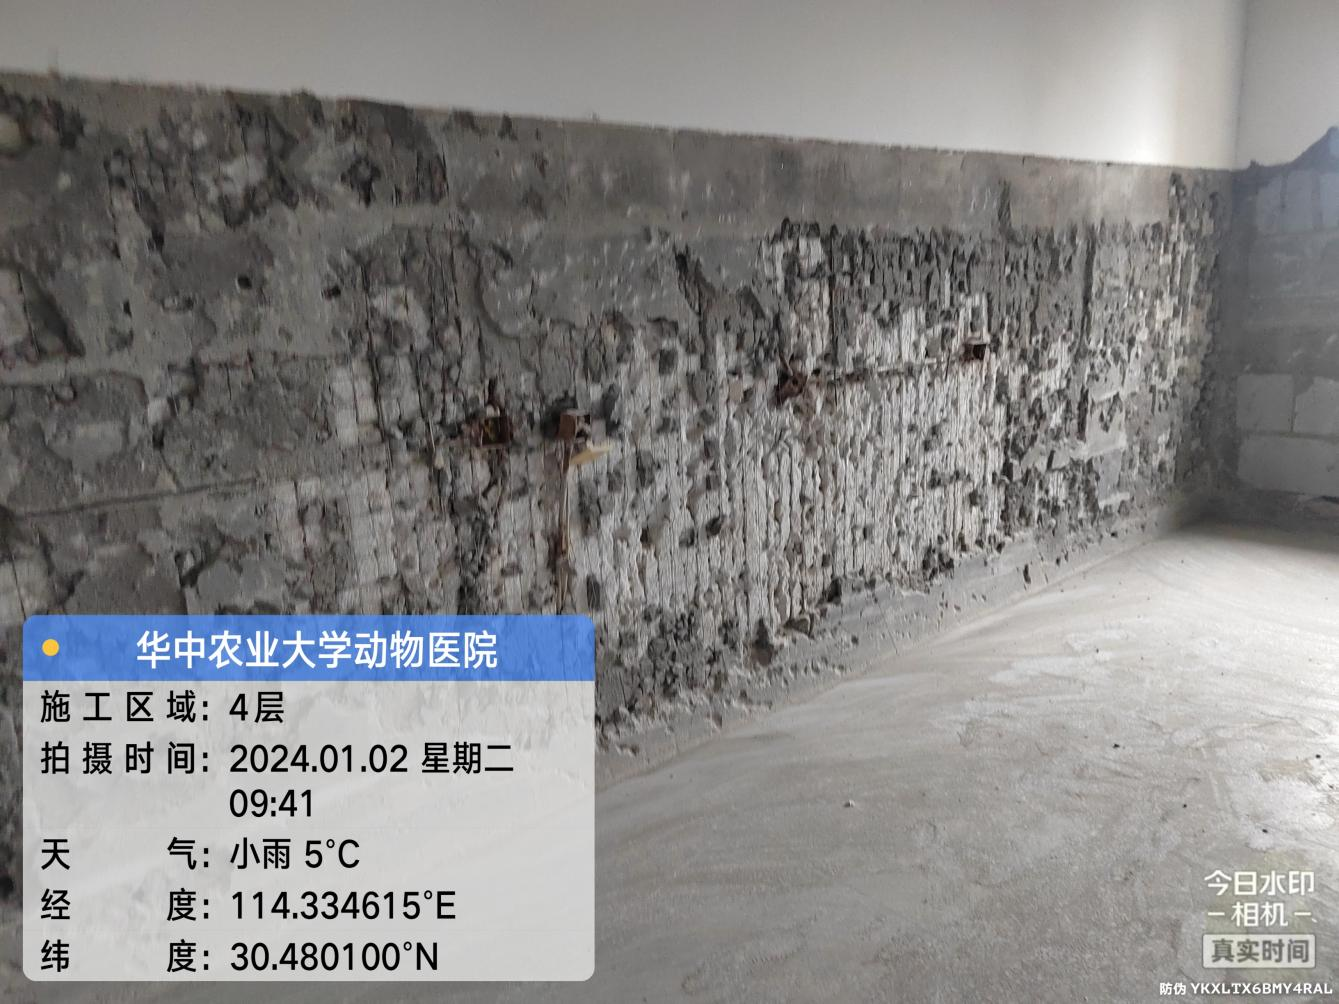 华中农业大学动物医院
施工区域：4层
拍摄时间：2024.01.02 星期二
09:41
天气：小雨 5℃
经度：114.334615°E
纬度：30.480100°N
今日水印
相机
真实时间
防伪 YKXLTX6BMY4RAL